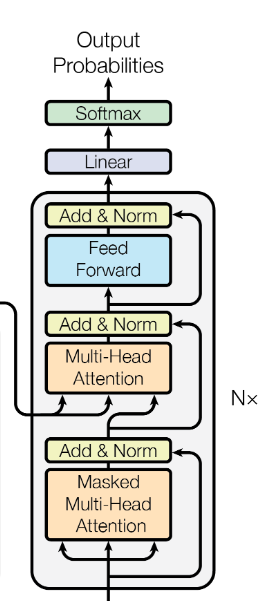 Output
Probabilities
Softmax
Linear
Add & Norm
Feed
Forward
Add & Norm
Multi-Head
Attention
N×
Add & Norm
Masked
Multi-Head
Attention